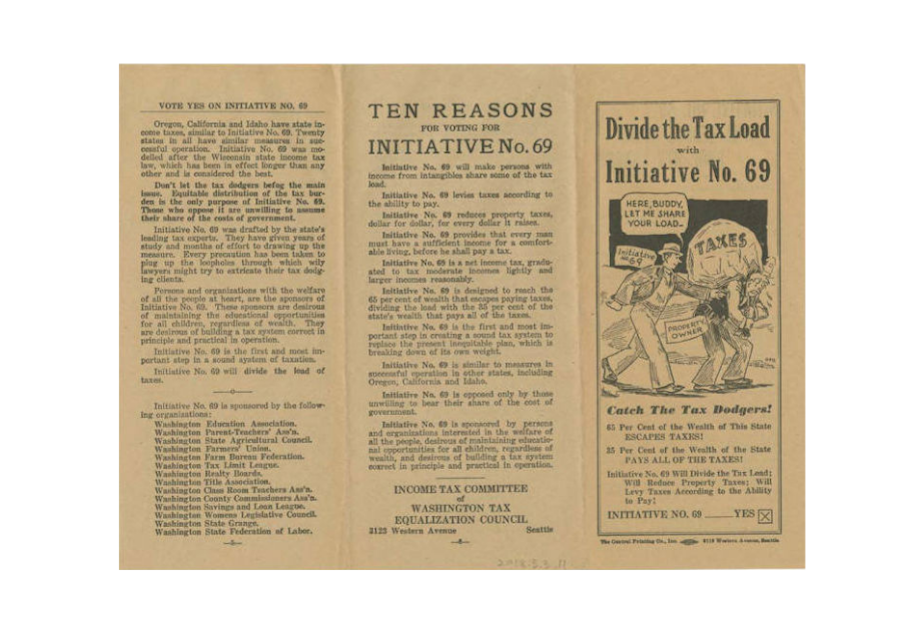 VOTE YES ON INITIATIVE NO. 69
Oregon, California and Idaho have state in-
come taxes, similar to Initiative No. 69. Twenty
states in all have similar measures in suc-
cessful operation. Initiative No. 69 was mo-
delled after the Wisconsin state income tax
law, which has been in effect longer than any
other and is considered the best.
Don't let the tax dodgers befog the main
issue. Equitable distribution of the tax bur-
den is the only purpose of Initiative No. 69.
Those who oppose it are unwilling to assume
their share of the costs of government.
Initiative No. 69 was drafted by the state's
leading tax experts. They have given years of
study and months of effort to drawing up the
measure. Every precaution has been taken to
plug up the loopholes through which wily
lawyers might try to extricate their tax dodg-
ing clients.
Persons and organizations with the welfare
of all the people at heart, are the sponsors of
Initiative No. 69. These sponsors are desirous
of maintaining the educational opportunities
for all children, regardless of wealth. They
are desirous of building a tax system correct in
principle and practical in operation.
Initiative No. 69 is the first and most im-
portant step in a sound system of taxation.
Initiative No. 69 will divide the load of
taxes.
Initiative No. 69 is sponsored by the follow-
ing organizations:
Washington Education Association.
Washington Parent-Teachers' Ass'n.
Washington State Agricultural Council.
Washington Farmers' Union.
Washington Farm Bureau Federation.
Washington Tax Limit League.
Washington Realty Boards.
Washington Title Association.
Washington Class Room Teachers Ass'n.
Washington County Commissioners Ass'n.
Washington Savings and Loan League.
Washington Womens Legislative Council.
Washington State Grange.
Washington State Federation of Labor.
—5—
TEN REASONS
FOR VOTING FOR
INITIATIVE No. 69
Initiative No. 69 will make persons with
income from intangibles share some of the tax
load.
Initiative No. 69 levies taxes according to
the ability to pay.
Initiative No. 69 reduces property taxes,
dollar for dollar, for every dollar it raises.
Initiative No. 69 provides that every man
must have a sufficient income for a comfort-
able living, before he shall pay a tax.
Initiative No. 69 is a net income tax, gradu-
ated to tax moderate incomes lightly and
larger incomes reasonably.
Initiative No. 69 is designed to reach the
65 per cent of wealth that escapes paying taxes,
dividing the load with the 35 per cent of the
state's wealth that pays all of the taxes.
Initiative No. 69 is the first and most im-
portant step in creating a sound tax system to
replace the present inequitable plan, which is
breaking down of its own weight.
Initiative No. 69 is similar to measures in
successful operation in other states, including
Oregon, California and Idaho.
Initiative No. 69 is opposed only by those
unwilling to bear their share of the cost of
government.
Initiative No. 69 is sponsored by persons
and organizations interested in the welfare of
all the people, desirous of maintaining educatio-
nal opportunities for all children, regardless of
wealth, and desirous of building a tax system
correct in principle and practical in operation.
INCOME TAX COMMITTEE
of
WASHINGTON TAX
EQUALIZATION COUNCIL
2123 Western Avenue Seattle
—6—
Divide the Tax Load
with
Initiative No. 69
HERE, BUDDY,
LET ME SHARE
YOUR LOAD—
TAXES
Initiative
No 69
PROPERTY
OWNER
Catch The Tax Dodgers!
65 Per Cent of the Wealth of This State
ESCAPES TAXES!
35 Per Cent of the Wealth of the State
PAYS ALL OF THE TAXES!
Initiative No. 69 Will Divide the Tax Load;
Will Reduce Property Taxes; Will
Levy Taxes According to the Ability
to Pay!
INITIATIVE NO. 69 ____ YES ☒
The Central Printing Co., Inc. Western Avenue, Seattle